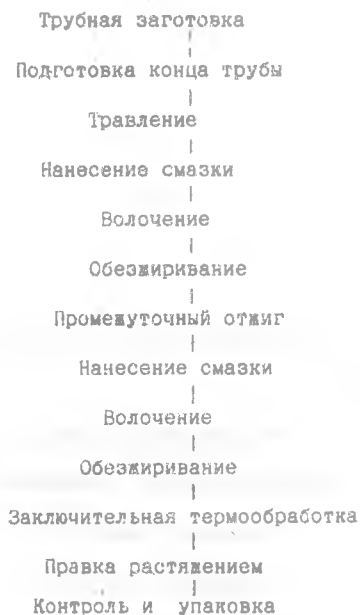 Трубная заготовка
Подготовка конца трубы
Травление
Нанесение смазки
Волочение
Обезжиривание
Промежуточный отжиг
Нанесение смазки
Волочение
Обезжиривание
Заключительная термообработка
Правка растяжением
Контроль и упаковка